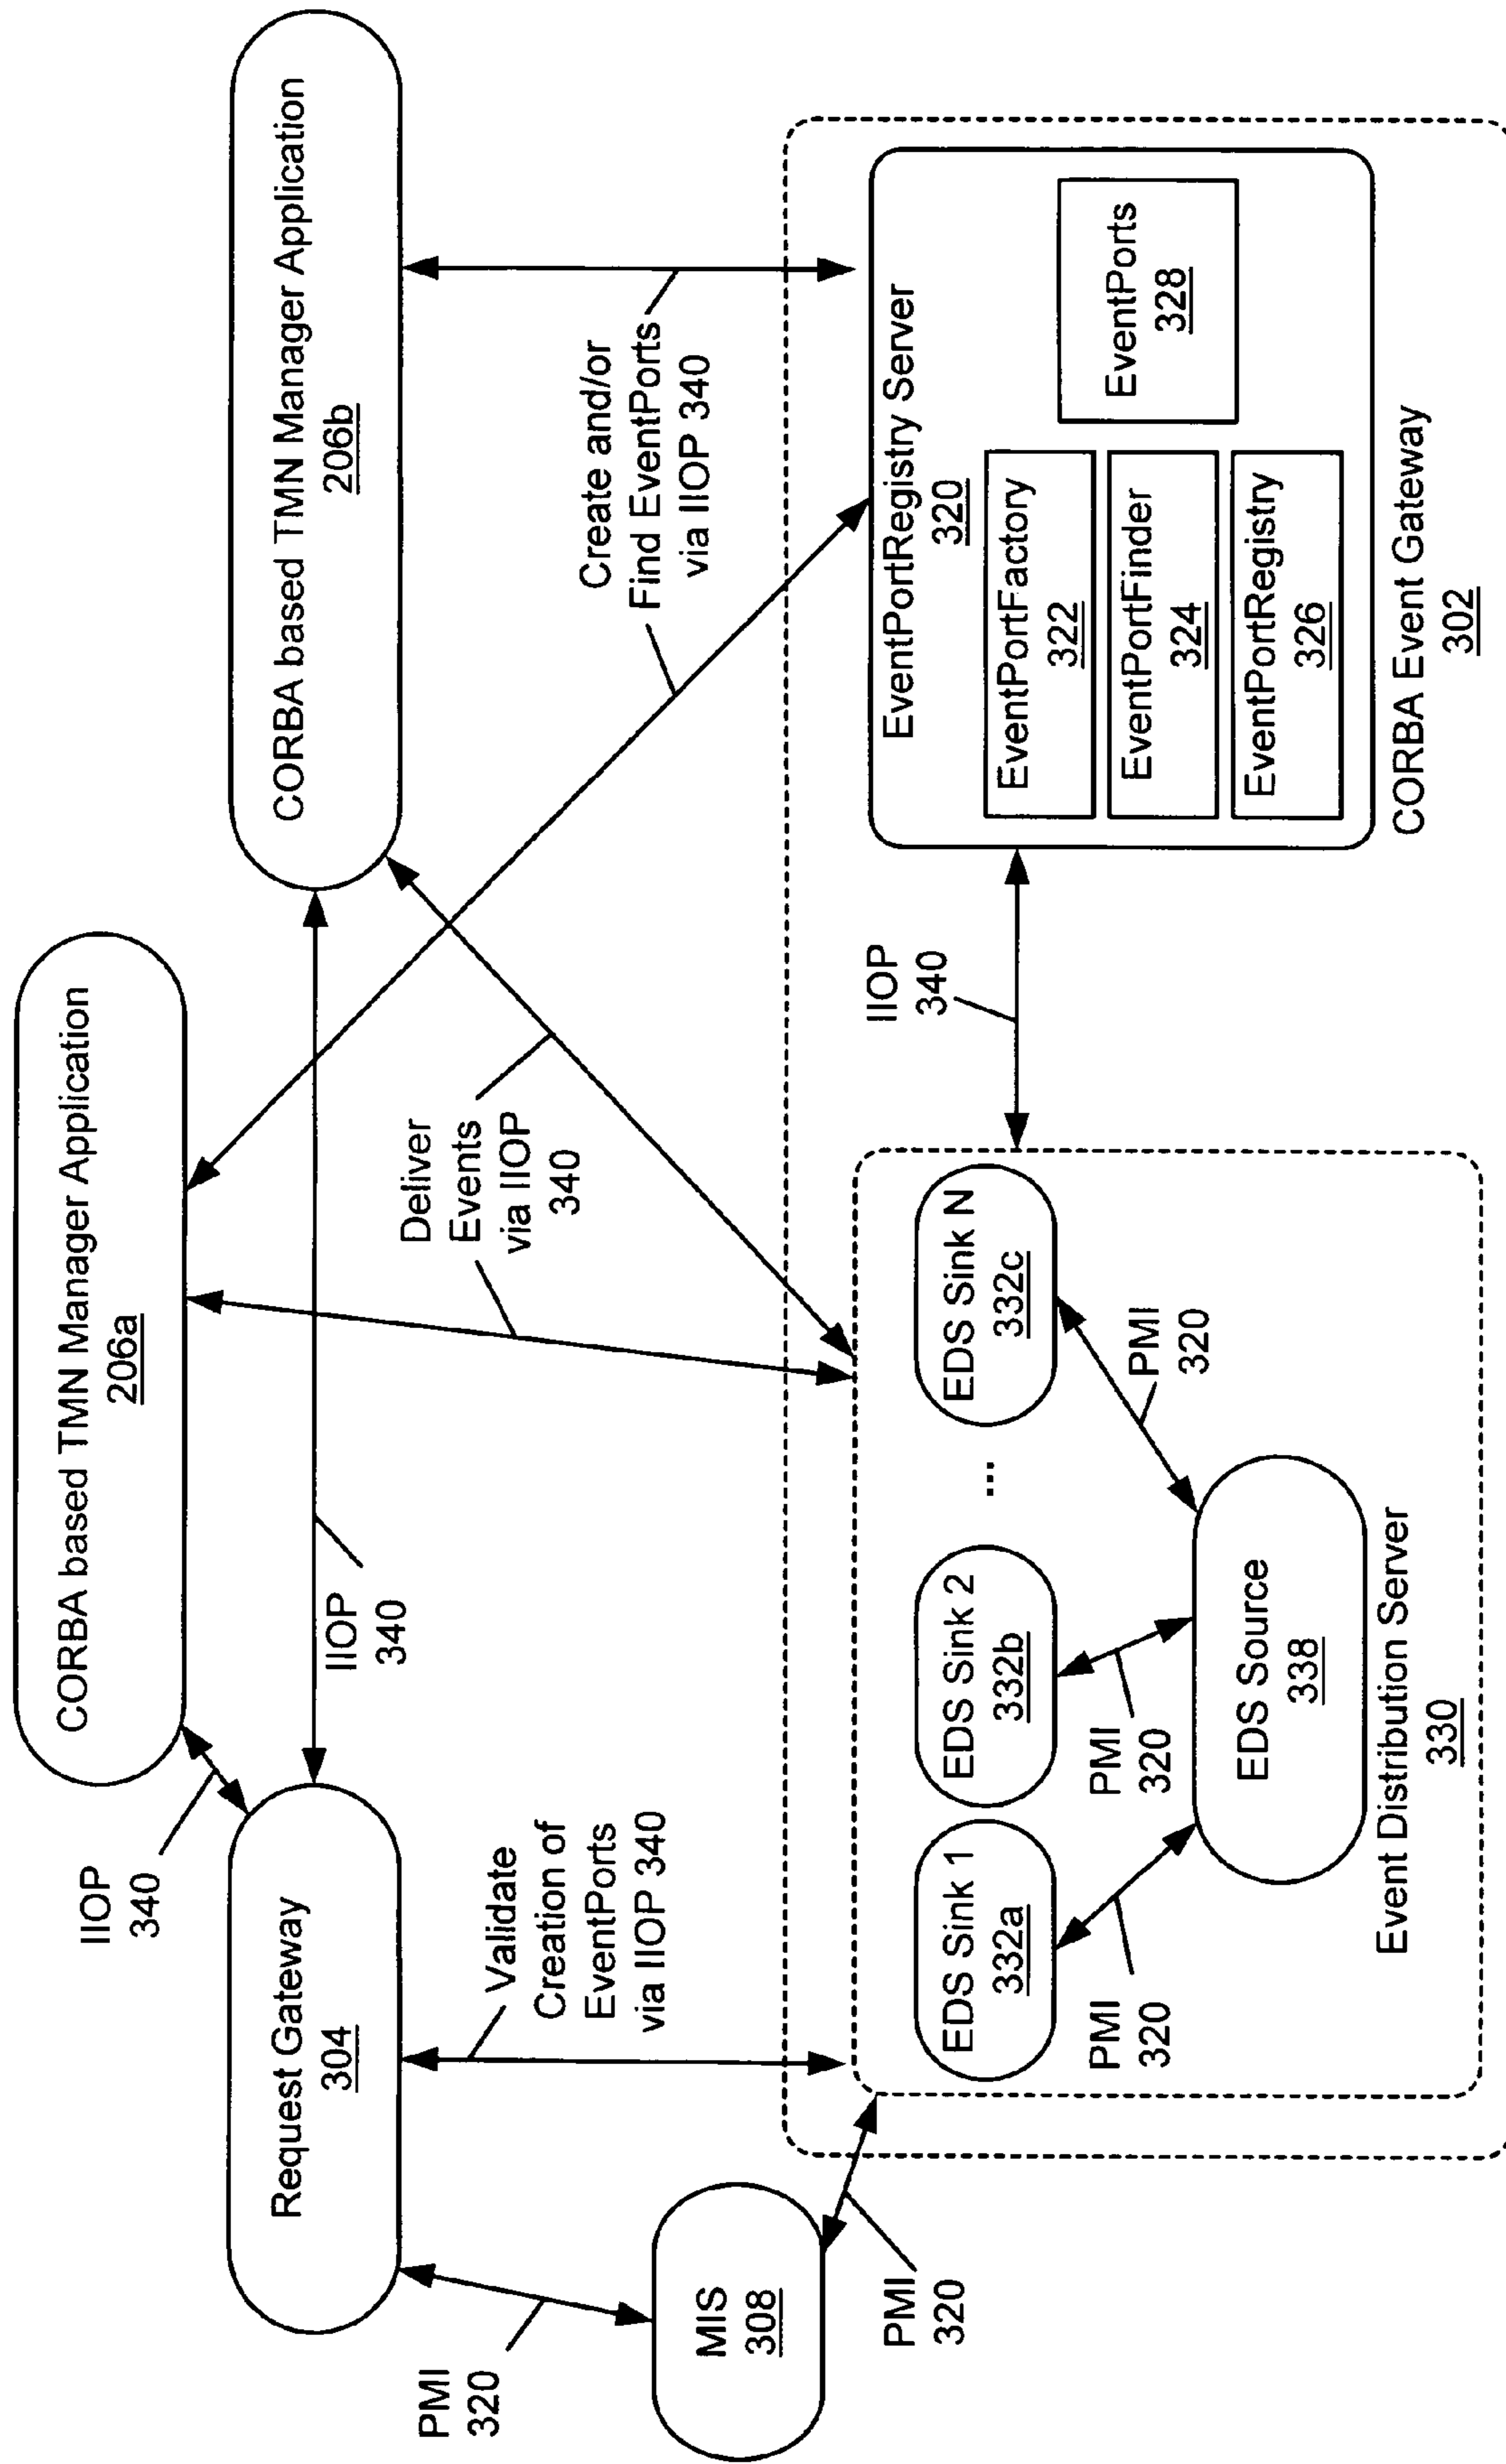 CORBA based TMN Manager Application
206a
CORBA based TMN Manager Application
206b
Request Gateway
304
IIOP
340
IIOP
340
PMI
320
MIS
308
PMI
320
Validate
Creation of
EventPorts
via IIOP 340
Deliver
Events
via IIOP
340
Create and/or
Find EventPorts
via IIOP 340
EDS Sink 1
332a
EDS Sink 2
332b
...
EDS Sink N
332c
PMI
320
PMI
320
PMI
320
EDS Source
338
Event Distribution Server
330
IIOP
340
EventPortRegistry Server
320
EventPortFactory
322
EventPortFinder
324
EventPortRegistry
326
EventPorts
328
CORBA Event Gateway
302